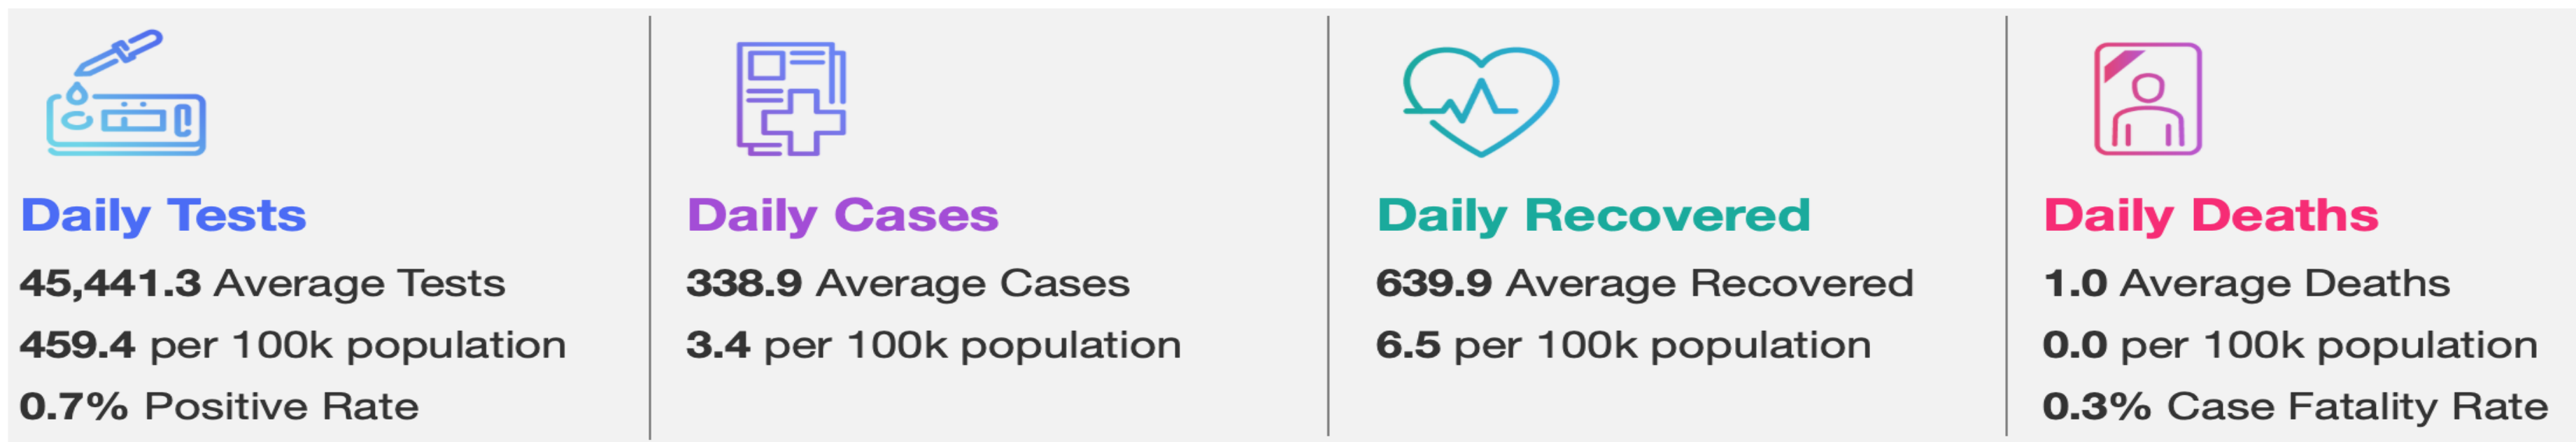 Daily Tests
45,441.3 Average Tests
459.4 per 100k population
0.7% Positive Rate
Daily Cases
338.9 Average Cases
3.4 per 100k population
Daily Recovered
639.9 Average Recovered
6.5 per 100k population
Daily Deaths
1.0 Average Deaths
0.0 per 100k population
0.3% Case Fatality Rate